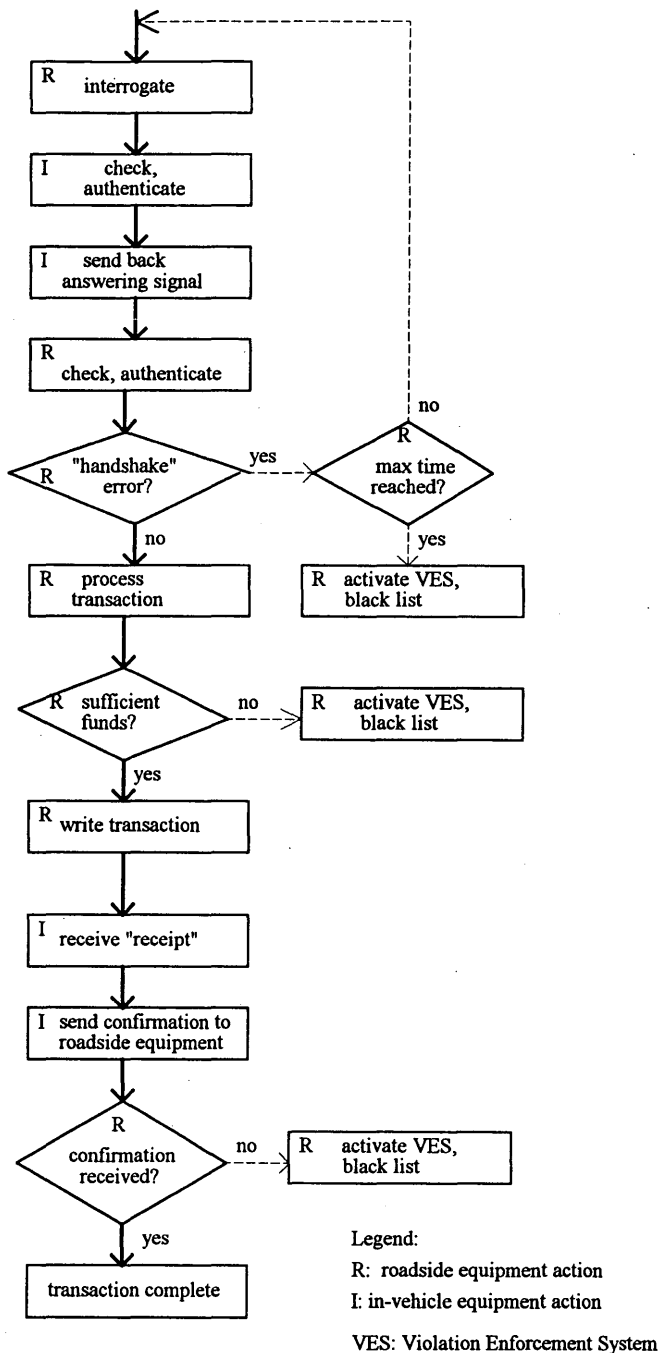 R interrogate
I check,
authenticate
I send back
answering signal
R
check, authenticate
no
R "handshake"
error?
yes
R
max time
reached?
no
yes
R process
transaction
R activate VES,
black list
R sufficient
funds?
no
R activate VES,
black list
yes
R write transaction
I receive "receipt"
I send confirmation to
roadside equipment
R
confirmation
received?
no
R activate VES,
black list
yes
transaction complete
Legend:
R: roadside equipment action
I: in-vehicle equipment action
VES: Violation Enforcement System